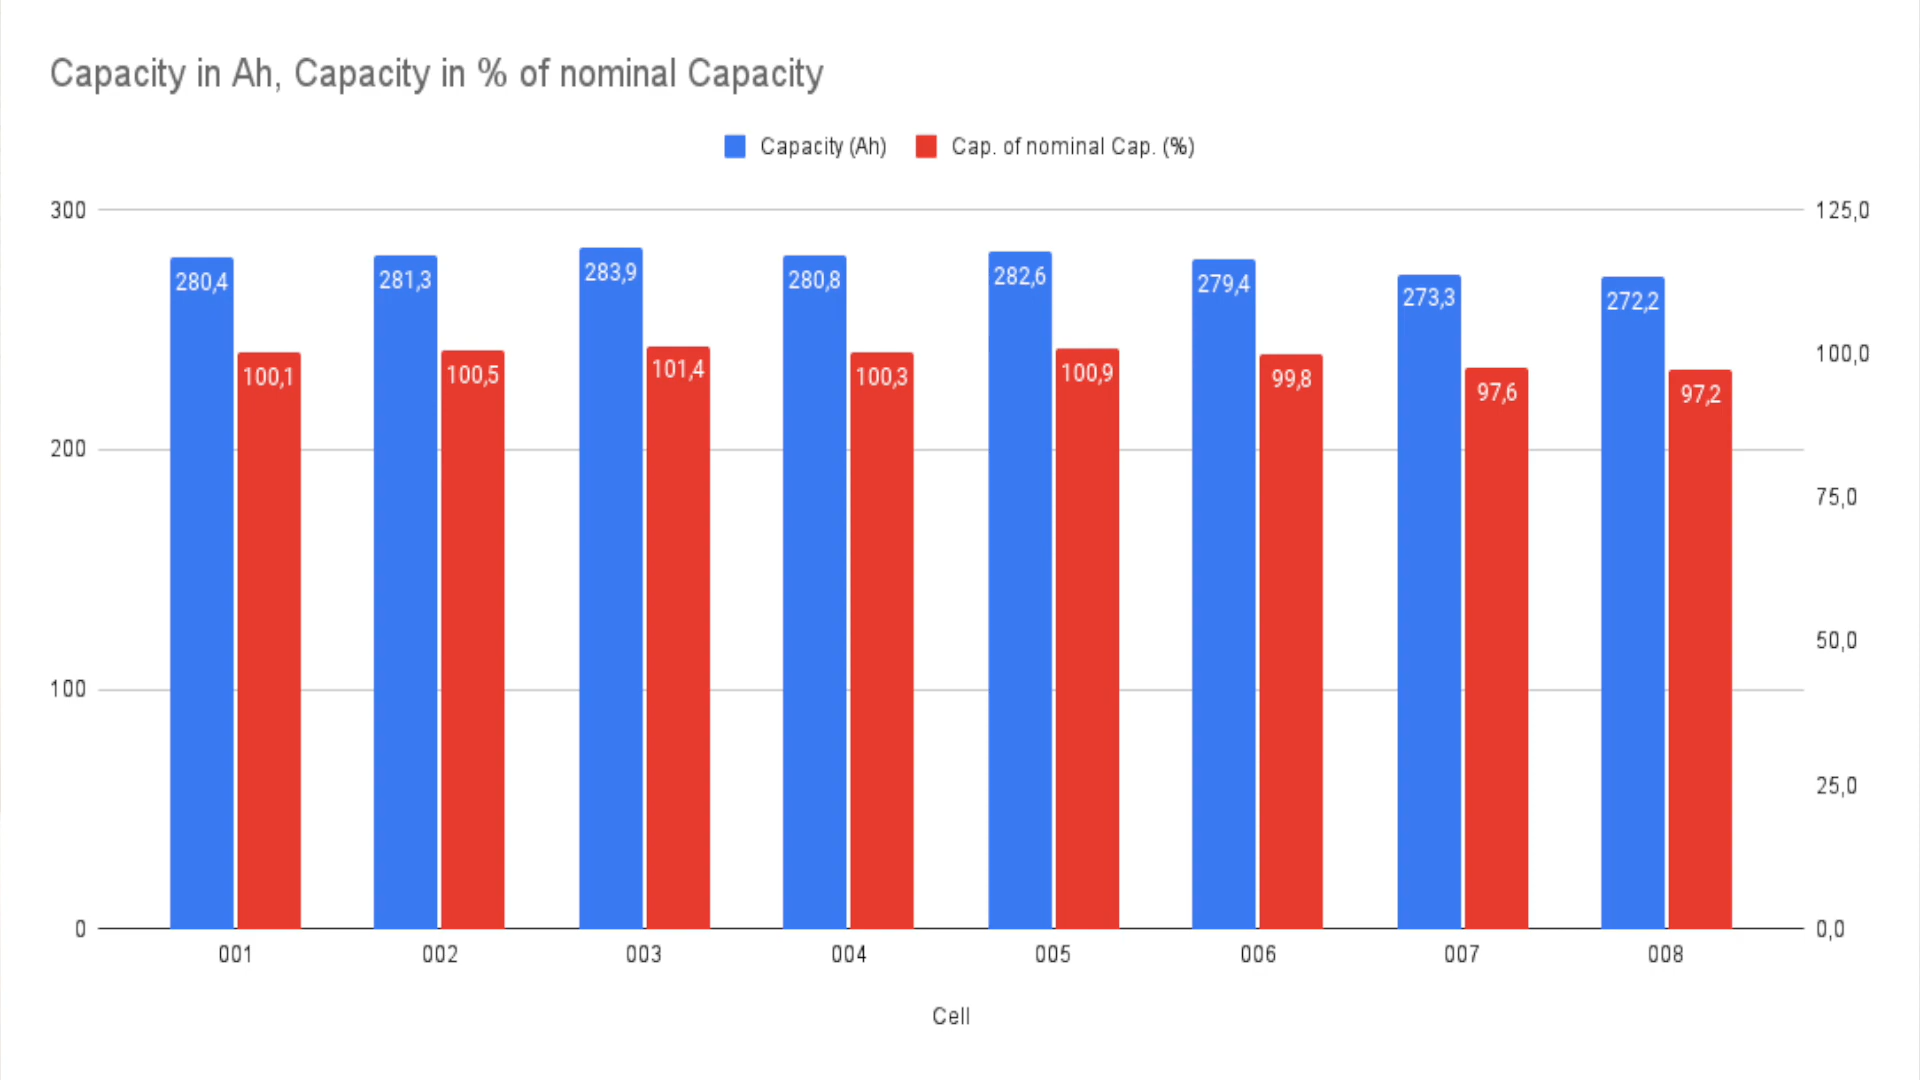 Capacity in Ah, Capacity in % of nominal Capacity
Capacity (Ah) Cap. of nominal Cap. (%)
300 125,0
280,4 281,3 283,9 280,8 282,6 279,4 273,3 272,2
100,1 100,5 101,4 100,3 100,9 99,8 97,6 97,2
100,0
200
75,0
50,0
100
25,0
0 0,0
001 002 003 004 005 006 007 008
Cell